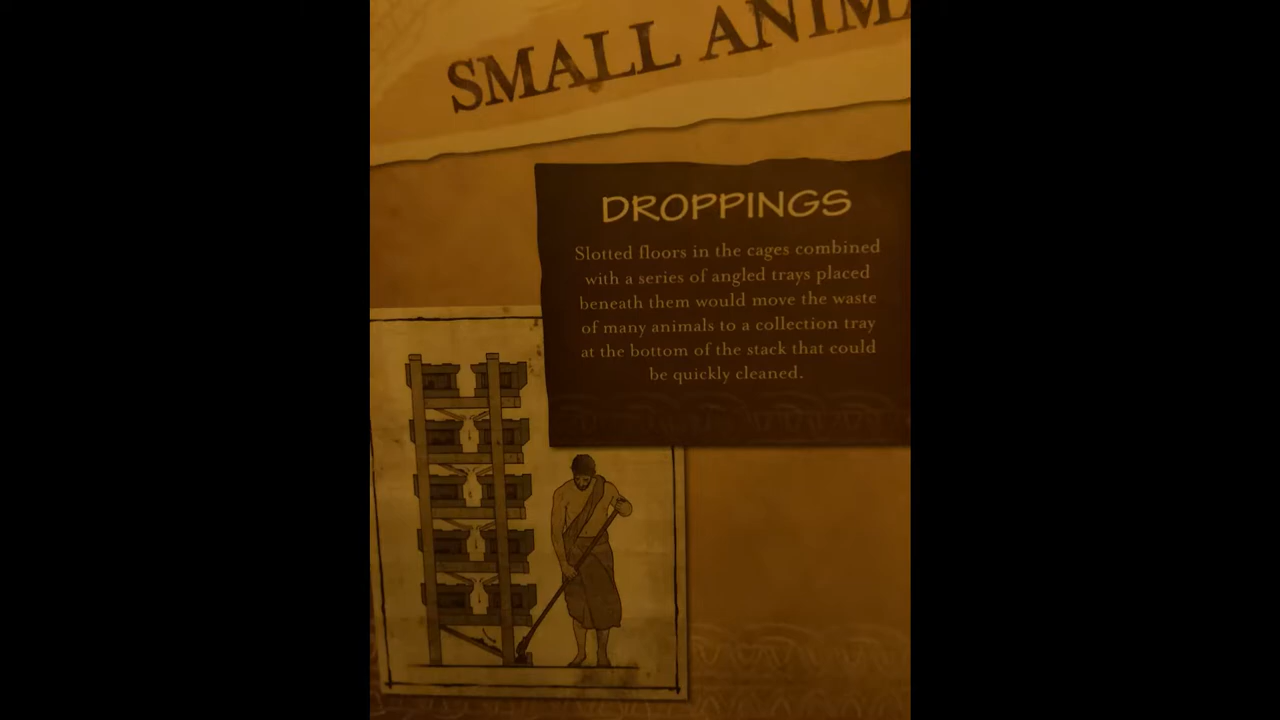 SMALL ANIMA
DROPPINGS
Slotted floors in the cages combined
with a series of angled trays placed
beneath them would move the waste
of many animals to a collection tray
at the bottom of the stack that could
be quickly cleaned.